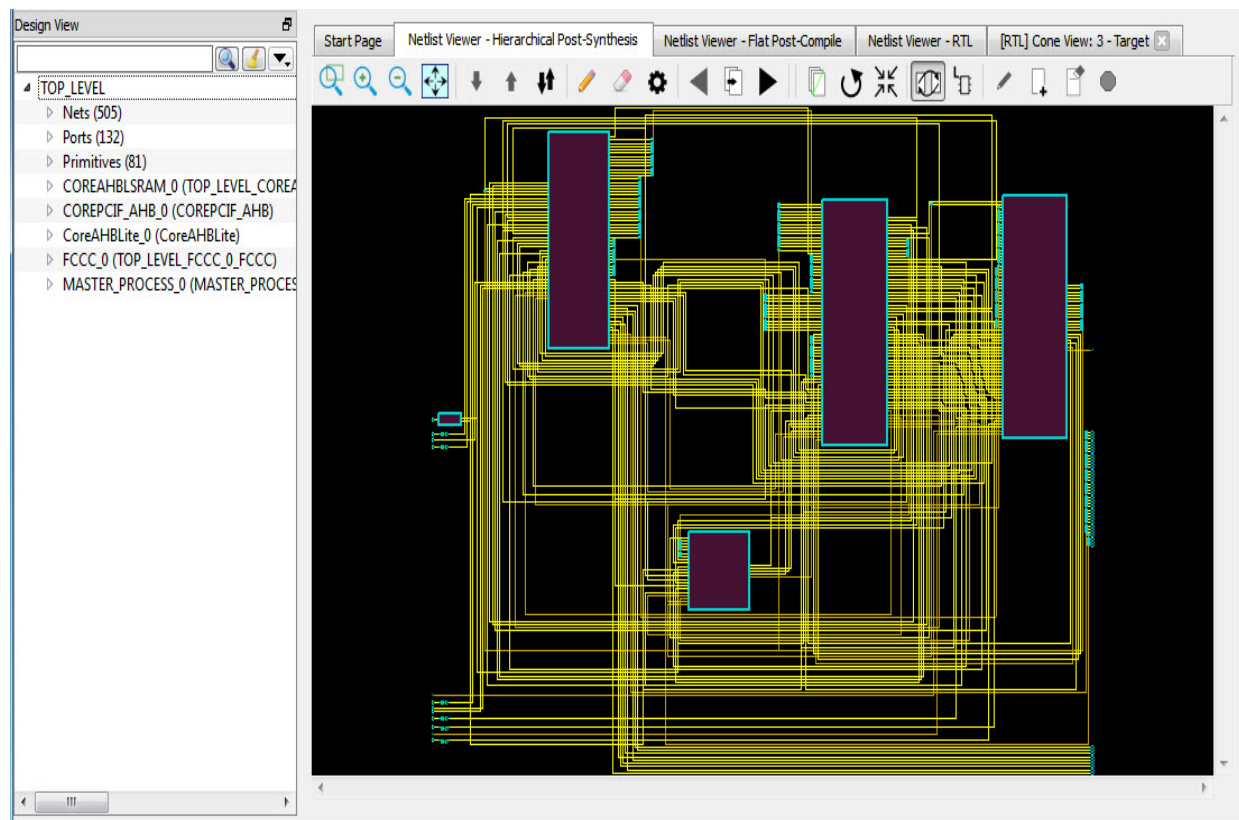 Design View
Start Page
Netlist Viewer - Hierarchical Post-Synthesis
Netlist Viewer - Flat Post-Compile
Netlist Viewer - RTL
[RTL] Cone View: 3 - Target
TOP_LEVEL
Nets (505)
Ports (132)
Primitives (81)
COREAHBLSRAM_0 (TOP_LEVEL_COREA
COREPCIF_AHB_0 (COREPCIF_AHB)
CoreAHBLite_0 (CoreAHBLite)
FCCC_0 (TOP_LEVEL_FCCC_0_FCCC)
MASTER_PROCESS_0 (MASTER_PROCES